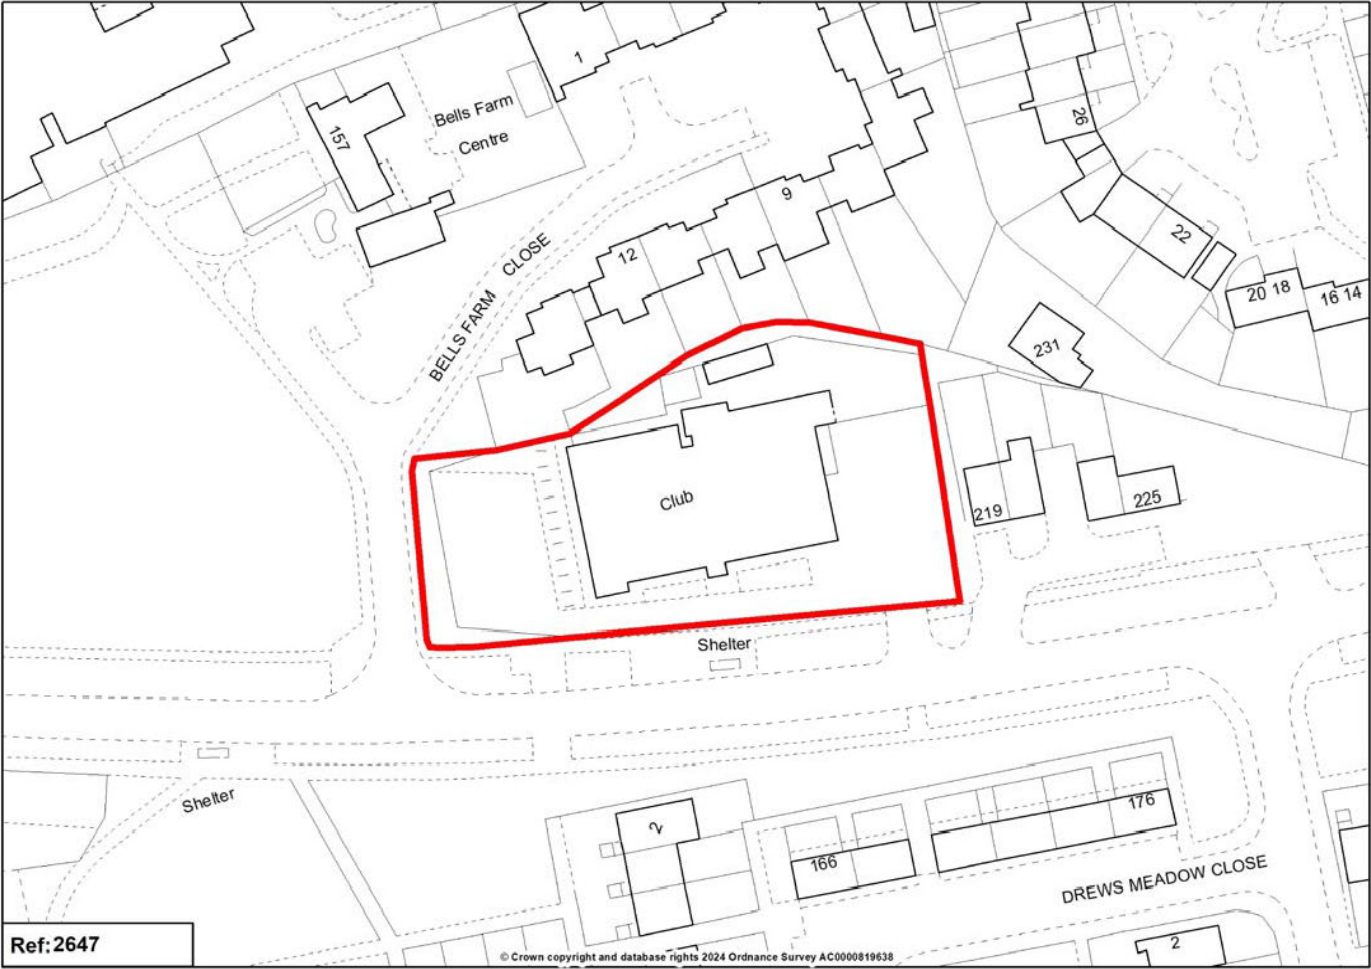 1
Bells Farm
Centre
157
26
9
22
BELLS FARM CLOSE
12
20 18
16 14
231
Club
219
225
Shelter
Shelter
2
176
166
DREWS MEADOW CLOSE
2
Ref:2647
© Crown copyright and database rights 2024 Ordnance Survey AC0000819638